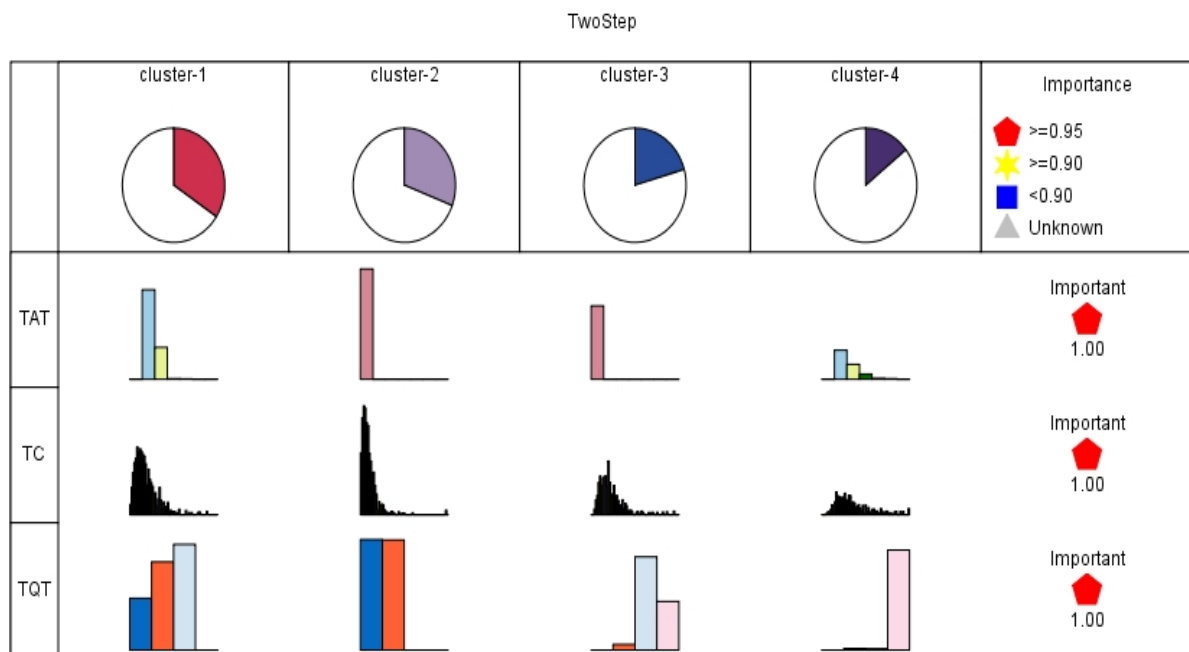 TwoStep
cluster-1
cluster-2
cluster-3
cluster-4
Importance
>=0.95
>=0.90
<0.90
Unknown
TAT
Important
1.00
TC
Important
1.00
TQT
Important
1.00